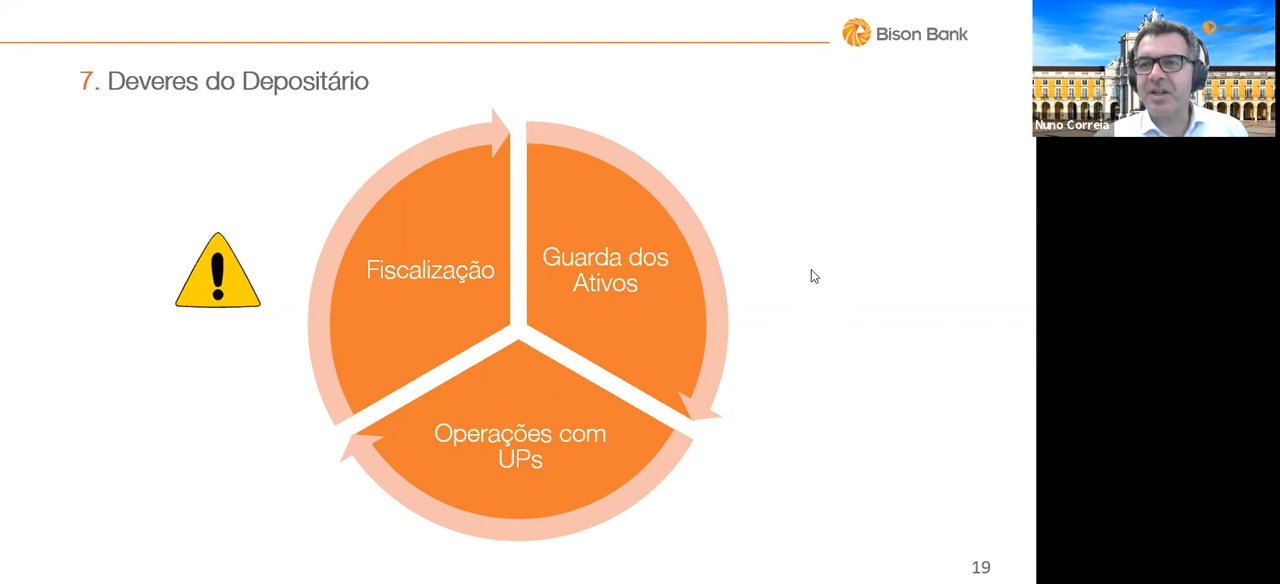 Bison Bank
7. Deveres do Depositário
Fiscalização
Guarda dos
Ativos
Operações com
UPs
19
Nuno Correia